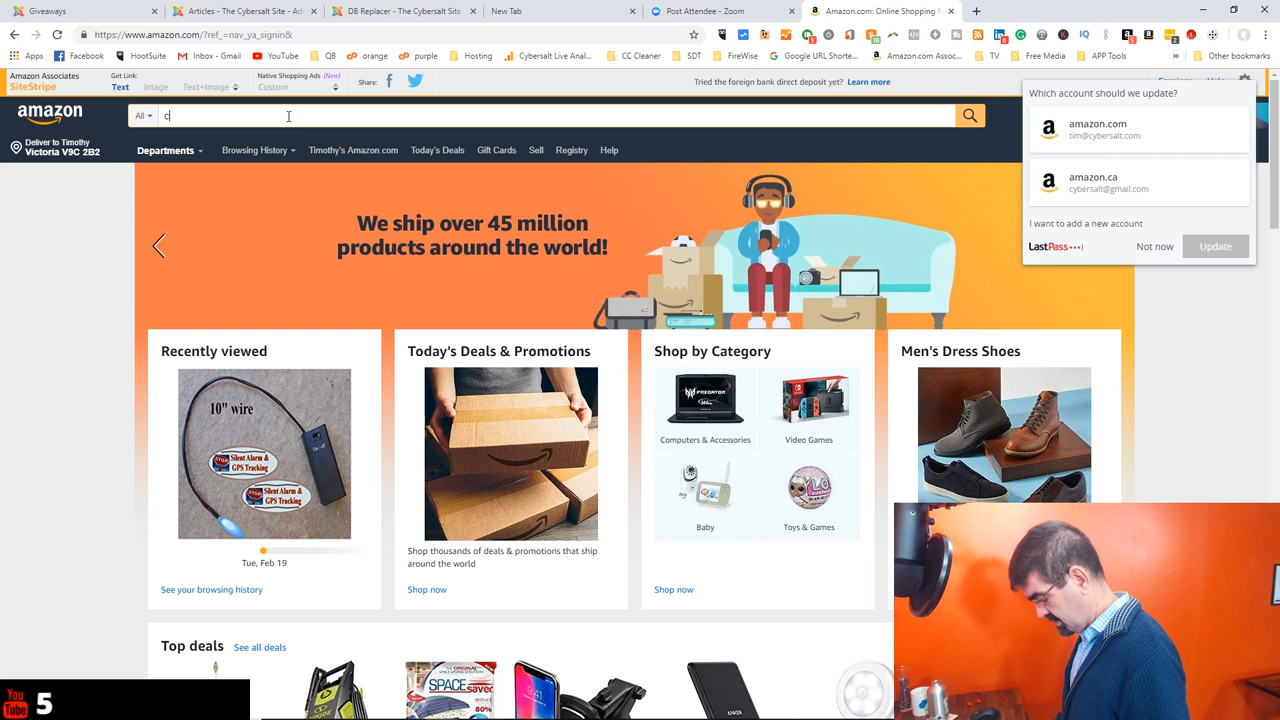 Giveaways
Articles - The Cybersalt Site - Ad
DB Replacer - The Cybersalt Site
New Tab
Post Attendee - Zoom
Amazon.com: Online Shopping f
https://www.amazon.com/?ref_=nav_ya_signin&
Apps
Facebook
HootSuite
Inbox - Gmail
YouTube
QB
orange
purple
Hosting
Cybersalt Live Anal...
CC Cleaner
SDT
FireWise
Google URL Shorte...
Amazon.com Assoc...
TV
Free Media
APP Tools
Other bookmarks
Amazon Associates
SiteStripe
Get Link:
Text
Image
Text+Image
Native Shopping Ads (New)
Custom
Share:
Tried the foreign bank direct deposit yet? Learn more
Earnings
Help
amazon
All
c
Deliver to Timothy
Victoria V9C 2B2
Departments
Browsing History
Timothy's Amazon.com
Today's Deals
Gift Cards
Sell
Registry
Help
Which account should we update?
amazon.com
tim@cybersalt.com
amazon.ca
cybersalt@gmail.com
I want to add a new account
LastPass
Not now
Update
We ship over 45 million
products around the world!
Recently viewed
10" wire
Silent Alarm &
GPS Tracking
Silent Alarm &
GPS Tracking
Tue, Feb 19
See your browsing history
Today's Deals & Promotions
Shop thousands of deals & promotions that ship
around the world
Shop now
Shop by Category
PREDATOR
Computers & Accessories
Video Games
Baby
Toys & Games
Shop now
Men's Dress Shoes
Top deals
See all deals
SPACE
saver
80%
9:41
ANKER
You
Tube
5